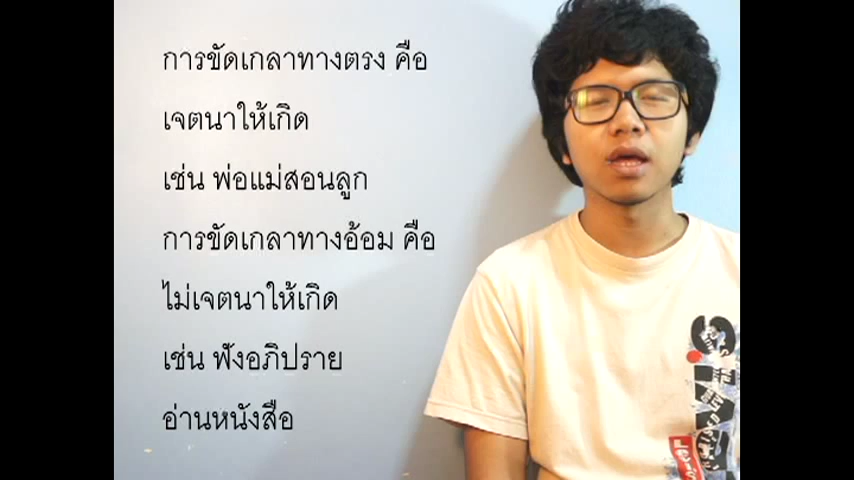 การขัดเกลาทางตรง คือ
เจตนาให้เกิด
เช่น พ่อแม่สอนลูก
การขัดเกลาทางอ้อม คือ
ไม่เจตนาให้เกิด
เช่น ฟังอภิปราย
อ่านหนังสือ